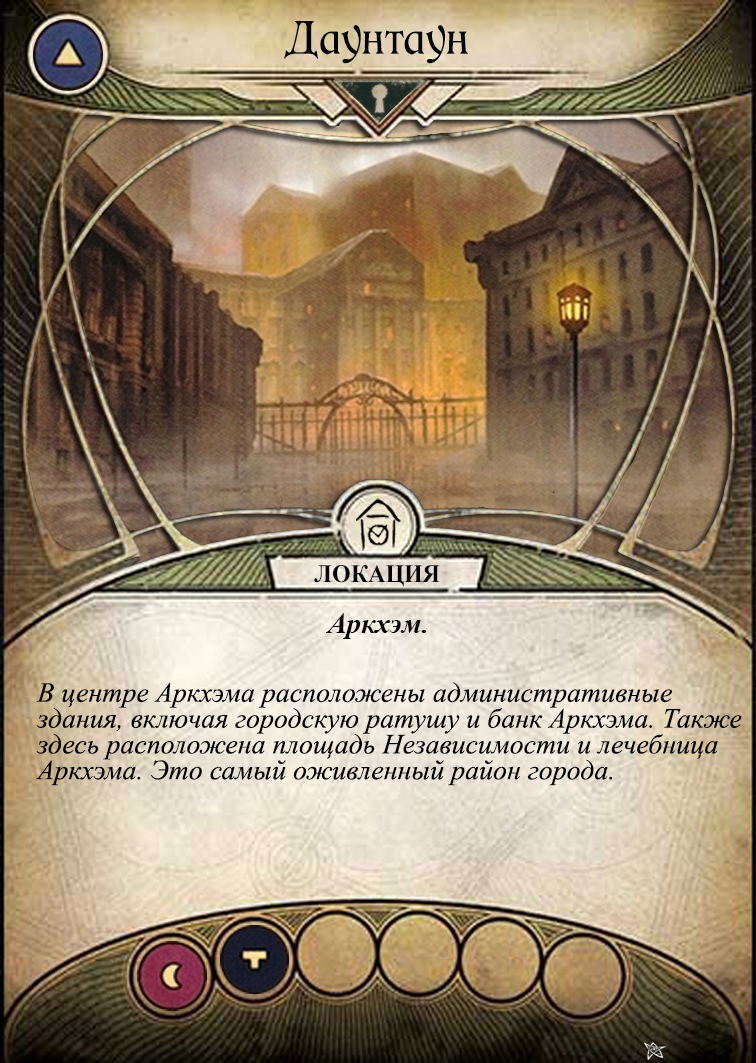 Даунтаун
ЛОКАЦИЯ
Аркхэм.
В центре Аркхэма расположены административные
здания, включая городскую ратушу и банк Аркхэма. Также
здесь расположена площадь Независимости и лечебница
Аркхэма. Это самый оживленный район города.